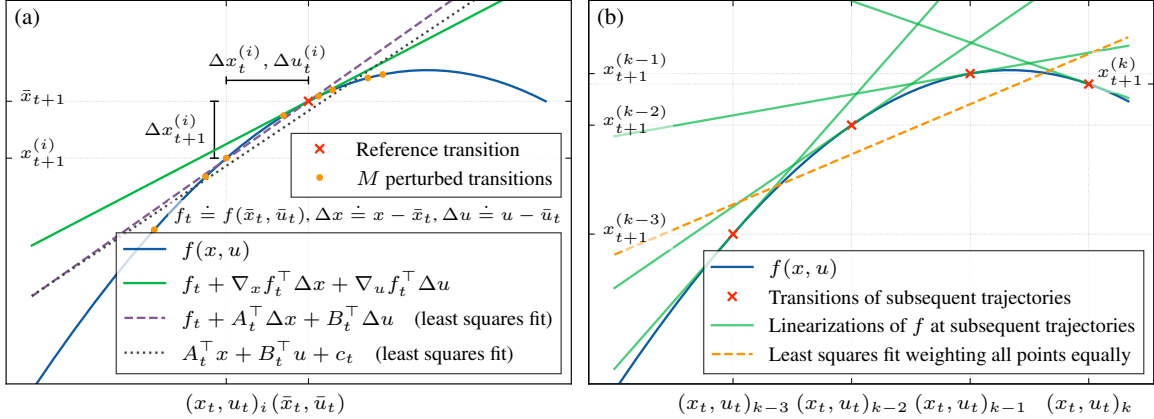 (a)
Δx_t^{(i)}, Δu_t^{(i)}
x̄_{t+1}
Δx_{t+1}^{(i)}
x_{t+1}^{(i)}
Reference transition
M perturbed transitions
f_t ≐ f(x̄_t, ū_t), Δx ≐ x − x̄_t, Δu ≐ u − ū_t
f(x, u)
f_t + ∇_x f_t^⊤ Δx + ∇_u f_t^⊤ Δu
f_t + A_t^⊤ Δx + B_t^⊤ Δu (least squares fit)
A_t^⊤ x + B_t^⊤ u + c_t (least squares fit)
(x_t, u_t)_i (x̄_t, ū_t)
(b)
x_{t+1}^{(k−1)}
x_{t+1}^{(k)}
x_{t+1}^{(k−2)}
x_{t+1}^{(k−3)}
f(x, u)
Transitions of subsequent trajectories
Linearizations of f at subsequent trajectories
Least squares fit weighting all points equally
(x_t, u_t)_{k−3} (x_t, u_t)_{k−2} (x_t, u_t)_{k−1} (x_t, u_t)_k